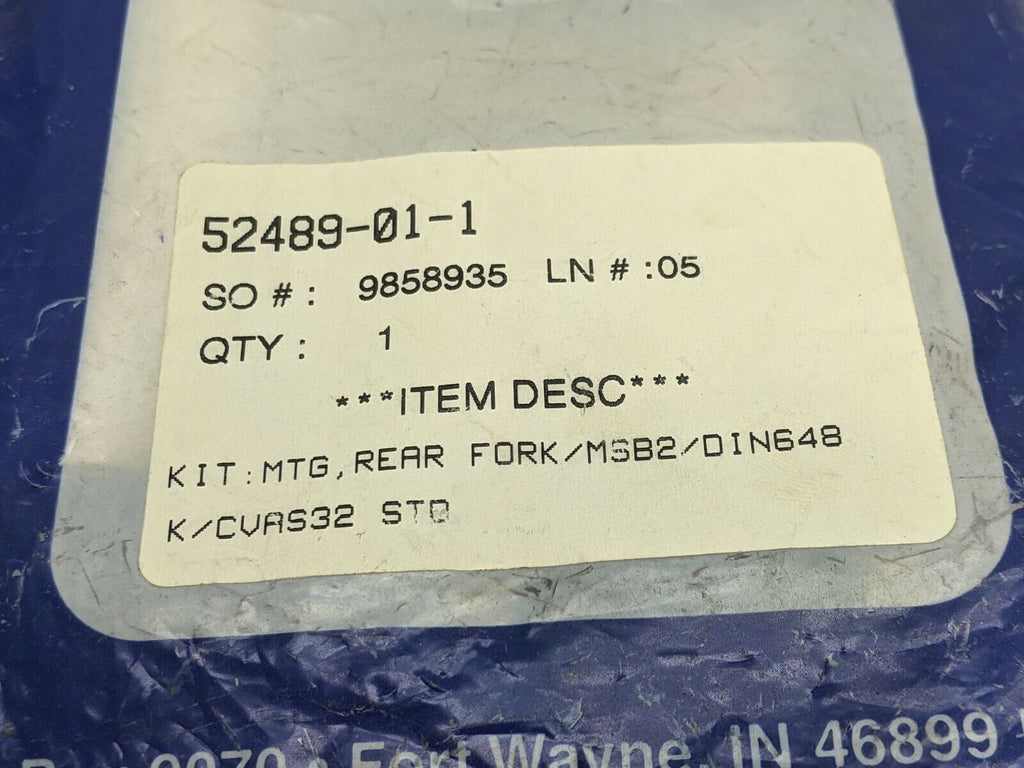 52489-01-1
SO #: 9858935 LN #:05
QTY: 1
***ITEM DESC***
KIT:MTG,REAR FORK/MSB2/DIN648
K/CVAS32 STD
Fort Wayne, IN 46899